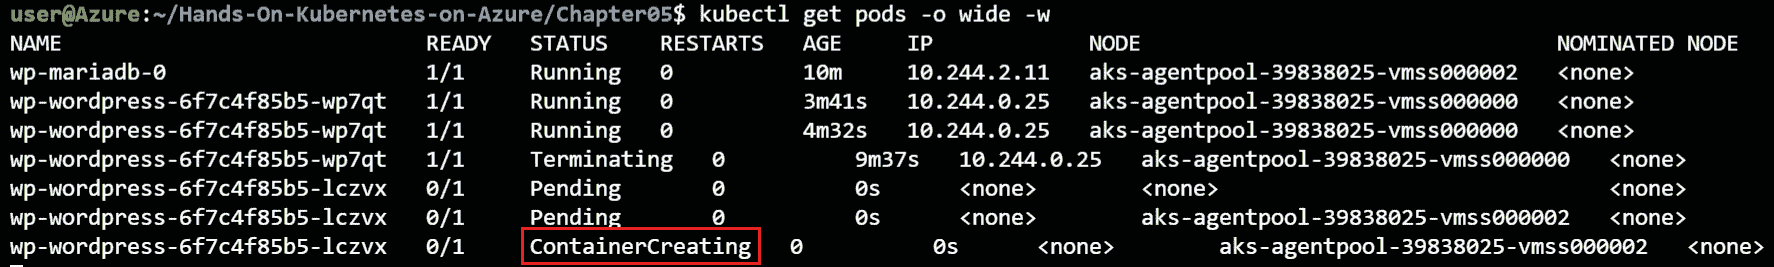 user@Azure:~/Hands-On-Kubernetes-on-Azure/Chapter05$ kubectl get pods -o wide -w
NAME READY STATUS RESTARTS AGE IP NODE NOMINATED NODE
wp-mariadb-0 1/1 Running 0 10m 10.244.2.11 aks-agentpool-39838025-vmss000002 <none>
wp-wordpress-6f7c4f85b5-wp7qt 1/1 Running 0 3m41s 10.244.0.25 aks-agentpool-39838025-vmss000000 <none>
wp-wordpress-6f7c4f85b5-wp7qt 1/1 Running 0 4m32s 10.244.0.25 aks-agentpool-39838025-vmss000000 <none>
wp-wordpress-6f7c4f85b5-wp7qt 1/1 Terminating 0 9m37s 10.244.0.25 aks-agentpool-39838025-vmss000000 <none>
wp-wordpress-6f7c4f85b5-lczvx 0/1 Pending 0 0s <none> <none> <none>
wp-wordpress-6f7c4f85b5-lczvx 0/1 Pending 0 0s <none> aks-agentpool-39838025-vmss000002 <none>
wp-wordpress-6f7c4f85b5-lczvx 0/1 ContainerCreating 0 0s <none> aks-agentpool-39838025-vmss000002 <none>